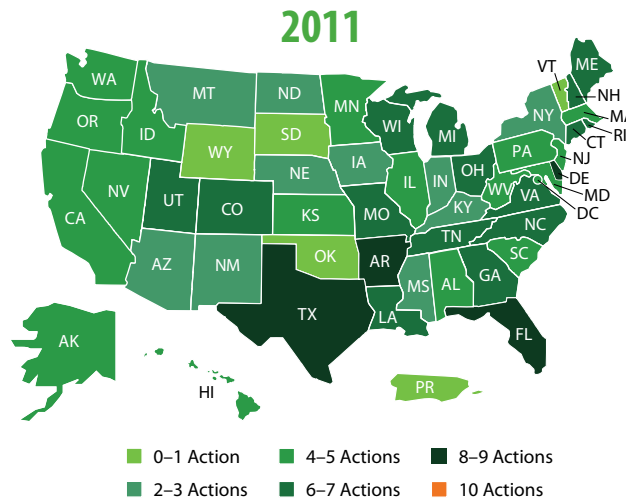 2011
WA
MT
ND
MN
VT
ME
OR
ID
SD
WI
MI
NY
NH
MA
RI
CT
WY
NE
IA
PA
NJ
NV
UT
CO
IL
IN
OH
WV
VA
DE
MD
DC
CA
KS
MO
KY
NC
TN
AZ
NM
OK
AR
SC
MS
AL
GA
TX
LA
FL
AK
HI
PR
0–1 Action
4–5 Actions
8–9 Actions
2–3 Actions
6–7 Actions
10 Actions